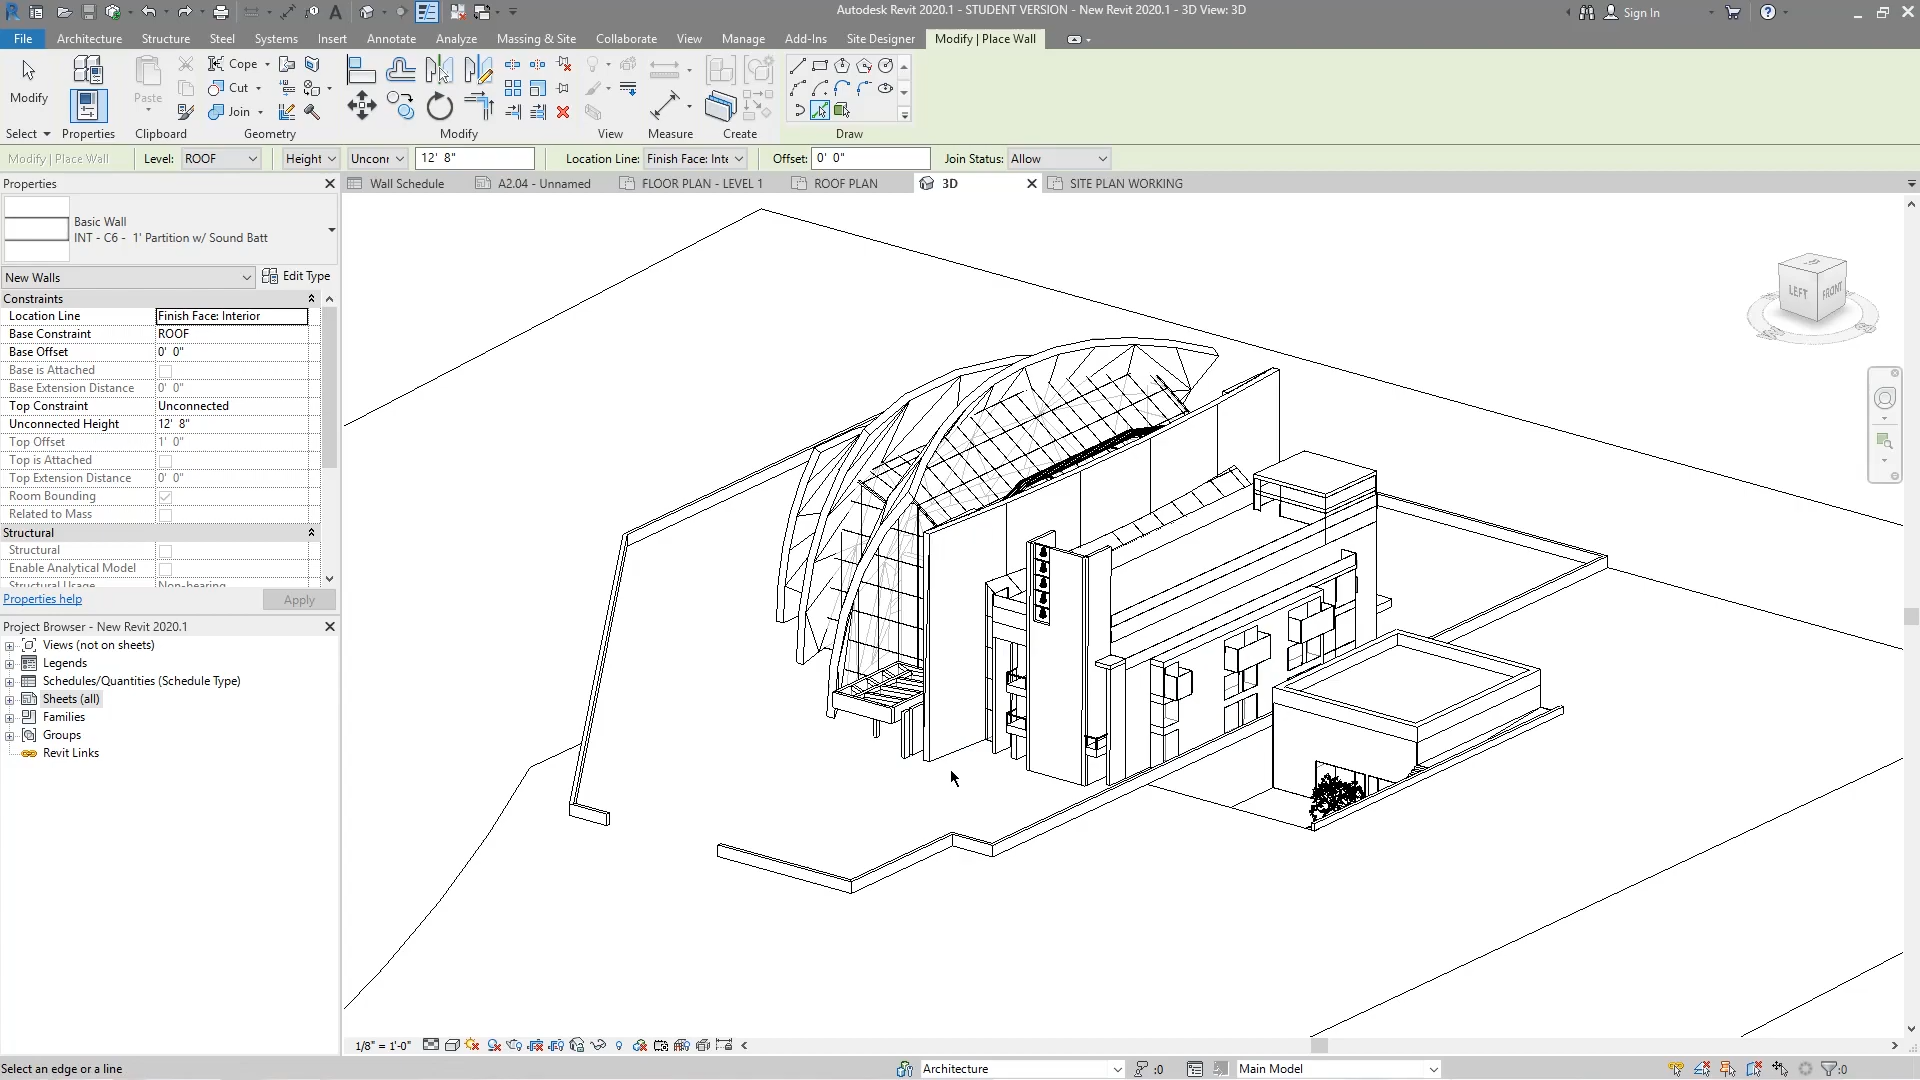 Autodesk Revit 2020.1 - STUDENT VERSION - New Revit 2020.1 - 3D View: 3D
Sign In
File Architecture Structure Steel Systems Insert Annotate Analyze Massing & Site Collaborate View Manage Add-Ins Site Designer Modify | Place Wall
Modify
Paste
Cope
Cut
Join
Select Properties Clipboard Geometry Modify View Measure Create Draw
Modify | Place Wall Level: ROOF Height Unconr 12' 8" Location Line: Finish Face: Inte Offset: 0' 0" Join Status: Allow
Properties
Wall Schedule A2.04 - Unnamed FLOOR PLAN - LEVEL 1 ROOF PLAN 3D SITE PLAN WORKING
Basic Wall
INT - C6 - 1' Partition w/ Sound Batt
New Walls Edit Type
Constraints
Location Line Finish Face: Interior
Base Constraint ROOF
Base Offset 0' 0"
Base is Attached
Base Extension Distance 0' 0"
Top Constraint Unconnected
Unconnected Height 12' 8"
Top Offset 1' 0"
Top is Attached
Top Extension Distance 0' 0"
Room Bounding
Related to Mass
Structural
Structural
Enable Analytical Model
Structural Usage Non-bearing
Properties help Apply
Project Browser - New Revit 2020.1
Views (not on sheets)
Legends
Schedules/Quantities (Schedule Type)
Sheets (all)
Families
Groups
Revit Links
LEFT FRONT
1/8" = 1'-0"
Select an edge or a line
Architecture
:0
Main Model
:0